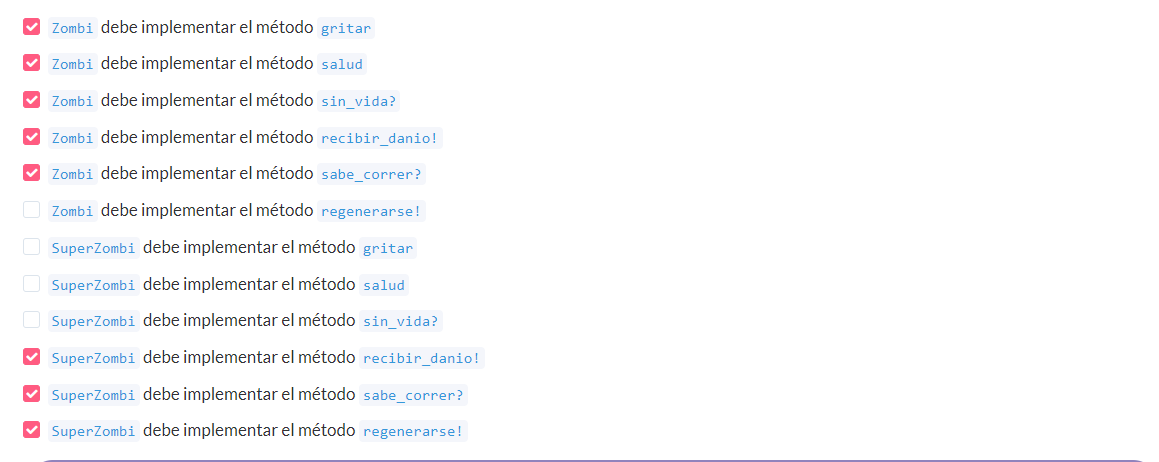 Zombi debe implementar el método gritar
Zombi debe implementar el método salud
Zombi debe implementar el método sin_vida?
Zombi debe implementar el método recibir_danio!
Zombi debe implementar el método sabe_correr?
Zombi debe implementar el método regenerarse!
SuperZombi debe implementar el método gritar
SuperZombi debe implementar el método salud
SuperZombi debe implementar el método sin_vida?
SuperZombi debe implementar el método recibir_danio!
SuperZombi debe implementar el método sabe_correr?
SuperZombi debe implementar el método regenerarse!